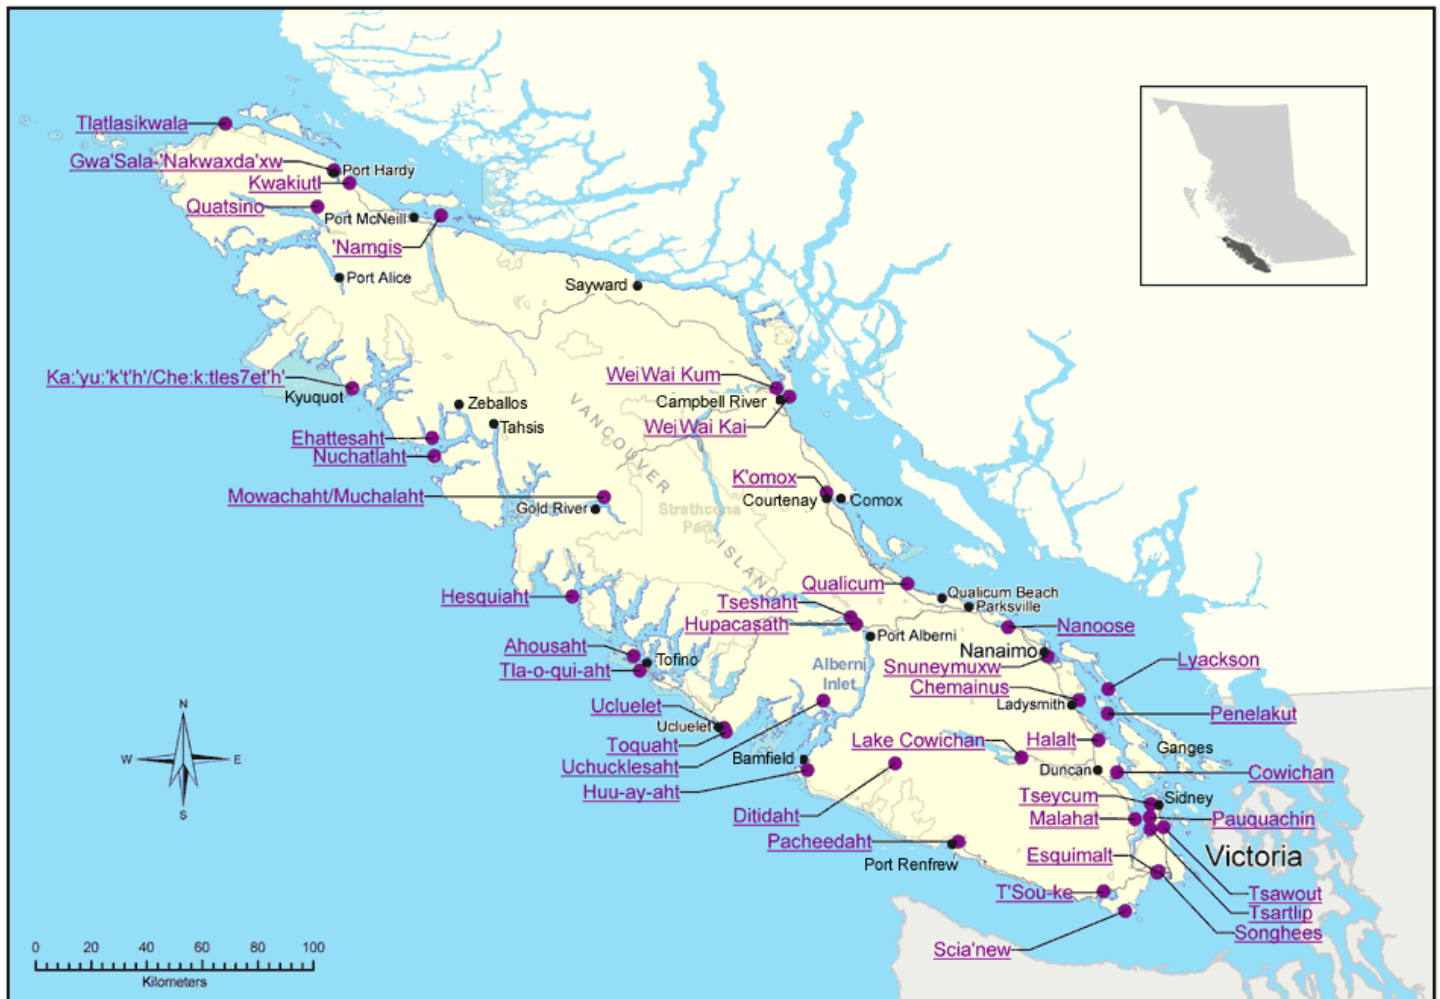 Tlatlasikwala
Gwa'Sala-'Nakwaxda'xw
Port Hardy
Kwakiutl
Quatsino
Port McNeill
'Namgis
Port Alice
Sayward
Ka:'yu:'k't'h'/Che:k:tles7et'h'
Kyuquot
Wei Wai Kum
Campbell River
Wei Wai Kai
Zeballos
Tahsis
Ehattesaht
Nuchatlaht
VANCOUVER
ISLAND
Mowachaht/Muchalaht
Gold River
Strathcona
Park
K'omox
Courtenay
Comox
Hesquiaht
Qualicum
Qualicum Beach
Parksville
Tseshaht
Hupacasath
Port Alberni
Nanoose
Ahousaht
Tofino
Tla-o-qui-aht
Alberni
Inlet
Nanaimo
Snuneymuxw
Lyackson
Chemainus
Ladysmith
Penelakut
Ucluelet
Ucluelet
Toquaht
Uchucklesaht
Bamfield
Huu-ay-aht
Lake Cowichan
Halalt
Ganges
Duncan
Cowichan
Ditidaht
Tseycum
Sidney
Malahat
Pauquachin
Pacheedaht
Port Renfrew
Esquimalt
Victoria
T'Sou-ke
Tsawout
Tsartlip
Songhees
Scia'new
N
W
E
S
0 20 40 60 80 100
Kilometers